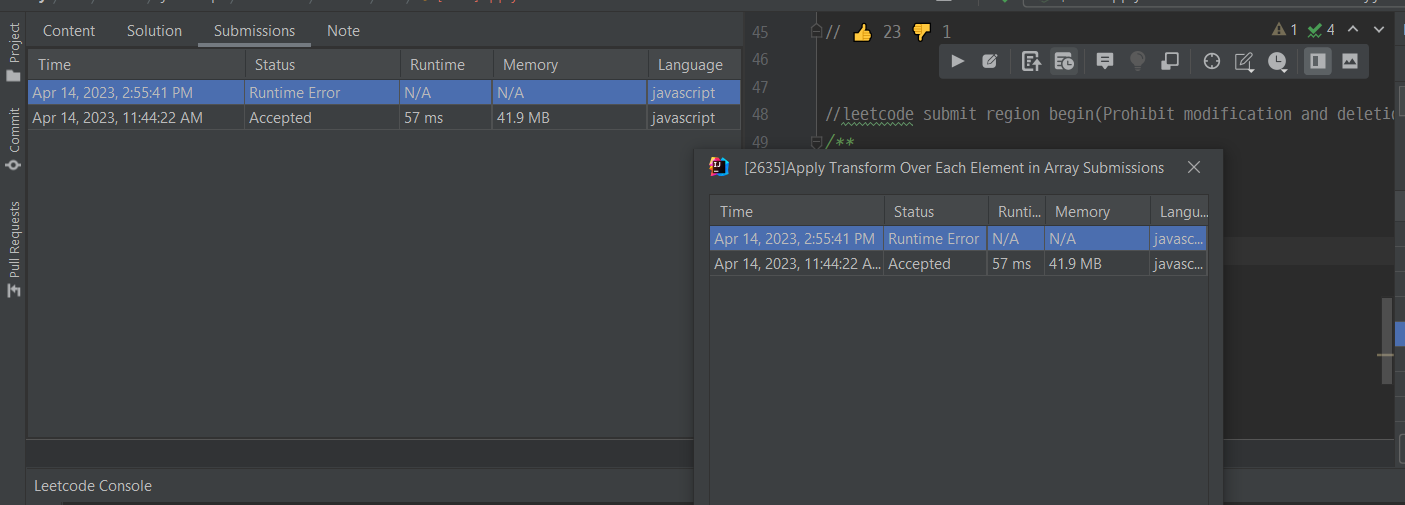 Project
Commit
Pull Requests
Content Solution Submissions Note
Time Status Runtime Memory Language
Apr 14, 2023, 2:55:41 PM Runtime Error N/A N/A javascript
Apr 14, 2023, 11:44:22 AM Accepted 57 ms 41.9 MB javascript
Leetcode Console
45 // 👍 23 👎 1
1 4
46
47
48 //leetcode submit region begin(Prohibit modification and deletic
49 /**
[2635]Apply Transform Over Each Element in Array Submissions
Time Status Runti... Memory Langu...
Apr 14, 2023, 2:55:41 PM Runtime Error N/A N/A javasc...
Apr 14, 2023, 11:44:22 A... Accepted 57 ms 41.9 MB javasc...